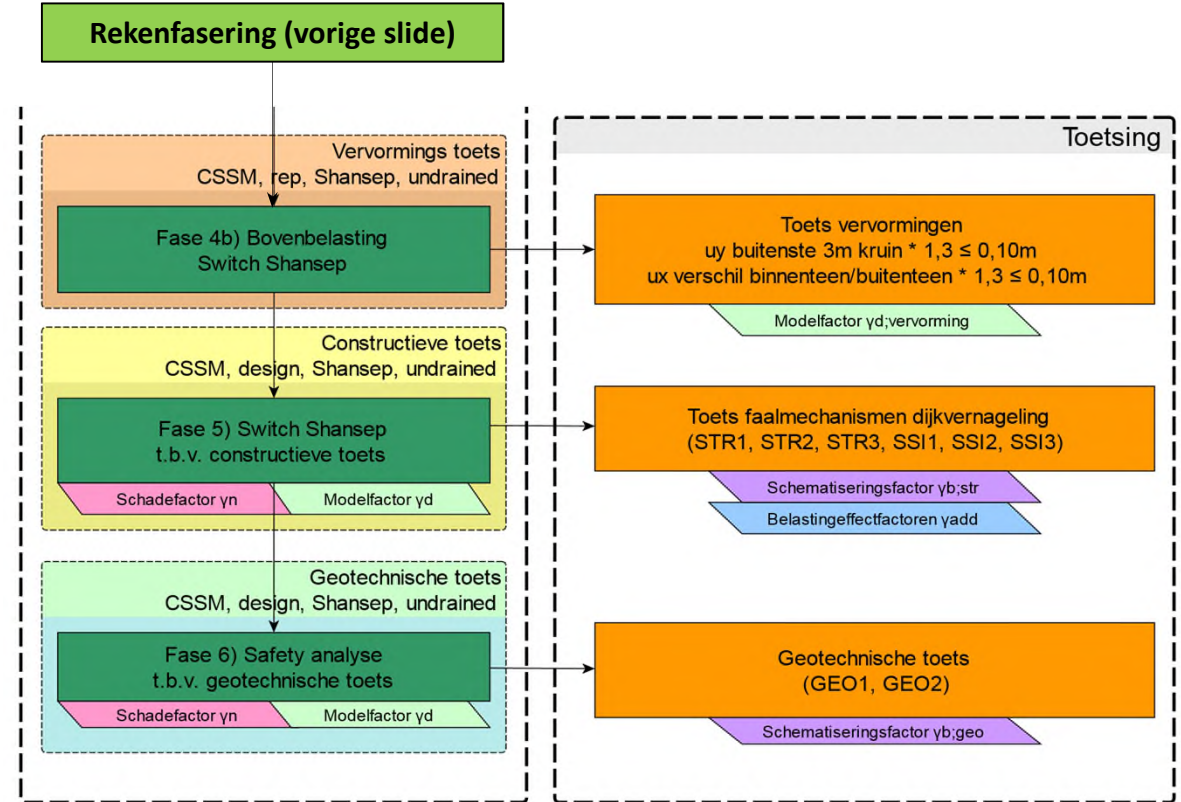 Rekenfasering (vorige slide)
Vervormings toets
CSSM, rep, Shansep, undrained
Fase 4b) Bovenbelasting
Switch Shansep
Constructieve toets
CSSM, design, Shansep, undrained
Fase 5) Switch Shansep
t.b.v. constructieve toets
Schadefactor γn
Modelfactor γd
Geotechnische toets
CSSM, design, Shansep, undrained
Fase 6) Safety analyse
t.b.v. geotechnische toets
Schadefactor γn
Modelfactor γd
Toetsing
Toets vervormingen
uy buitenste 3m kruin * 1,3 ≤ 0,10m
ux verschil binnenteen/buitenteen * 1,3 ≤ 0,10m
Modelfactor γd;vervorming
Toets faalmechanismen dijkvernageling
(STR1, STR2, STR3, SSI1, SSI2, SSI3)
Schematiseringsfactor γb;str
Belastingeffectfactoren γadd
Geotechnische toets
(GEO1, GEO2)
Schematiseringsfactor γb;geo